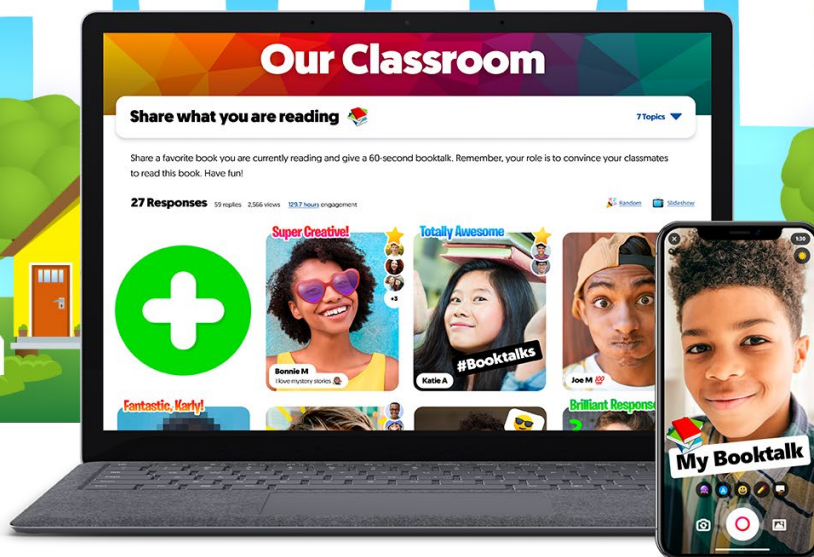 Our Classroom
Share what you are reading
7 Topics
Share a favorite book you are currently reading and give a 60-second booktalk. Remember, your role is to convince your classmates
to read this book. Have fun!
27 Responses 59 replies 2,566 views 129.7 hours engagement
Random Slideshow
Super Creative!
Totally Awesome
+3
#Booktalks
Bonnie M
I love mystery stories
Katie A
Joe M 💯
Fantastic, Karly!
Brilliant Respons
1:30
My Booktalk